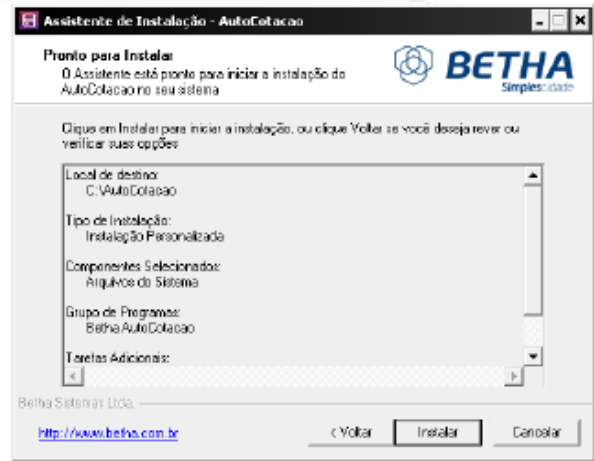 Assistente de Instalação - AutoCotacao
Pronto para Instalar
O Assistente está pronto para iniciar a instalação do
AutoCotacao no seu sistema
BETHA
Simplescidade
Clique em Instalar para iniciar a instalação, ou clique Voltar se você deseja rever ou
verificar suas opções
Local de destino:
C:\AutoCotacao
Tipo de Instalação:
Instalação Personalizada
Componentes Selecionados:
Arquivos do Sistema
Grupo de Programas:
Betha AutoCotacao
Tarefas Adicionais:
Betha Sistemas Ltda.
http://www.betha.com.br
< Voltar
Instalar
Cancelar